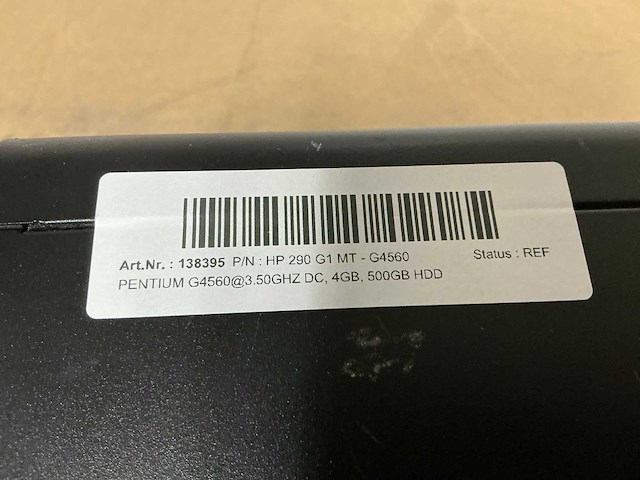 Art.Nr. : 138395 P/N : HP 290 G1 MT - G4560 Status : REF
PENTIUM G4560@3.50GHZ DC, 4GB, 500GB HDD